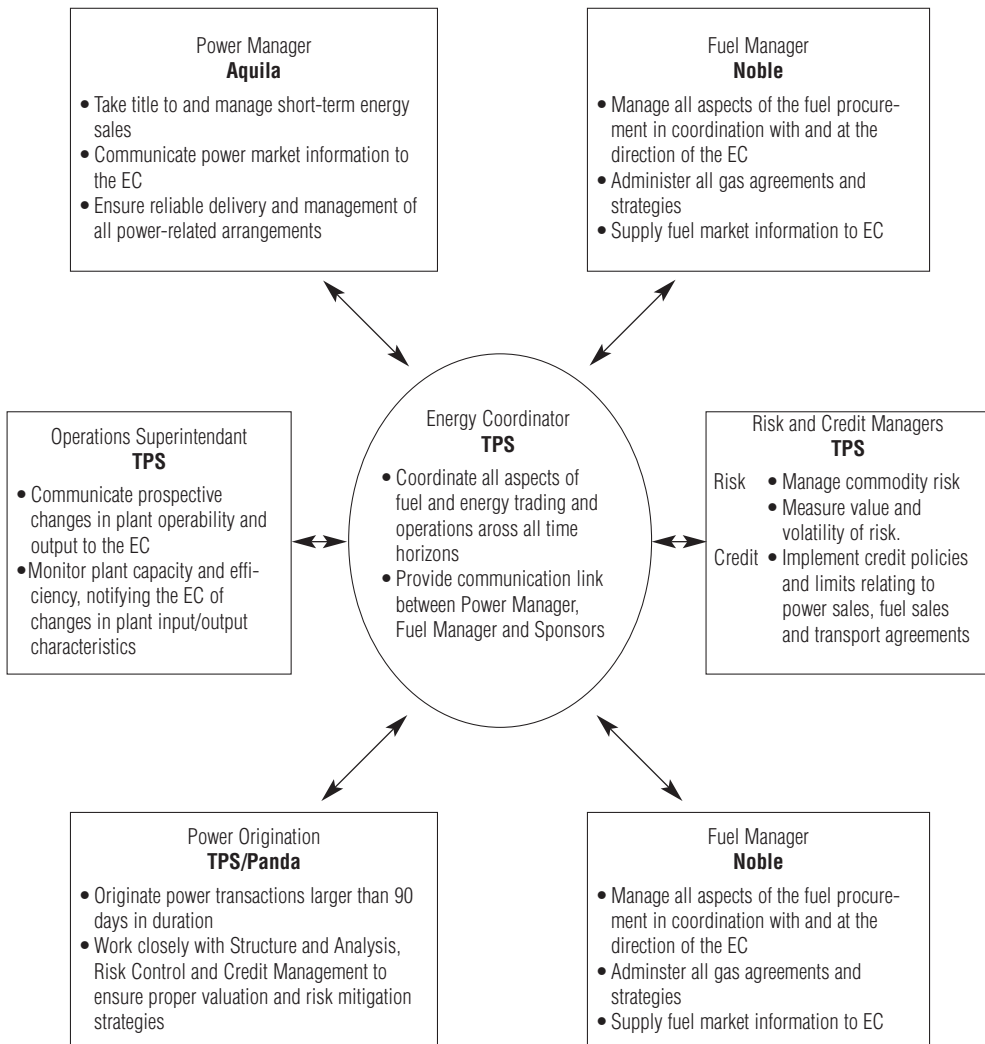 Power Manager
Aquila
• Take title to and manage short-term energy
sales
• Communicate power market information to
the EC
• Ensure reliable delivery and management of
all power-related arrangements
Fuel Manager
Noble
• Manage all aspects of the fuel procure-
ment in coordination with and at the
direction of the EC
• Administer all gas agreements and
strategies
• Supply fuel market information to EC
Operations Superintendant
TPS
• Communicate prospective
changes in plant operability and
output to the EC
• Monitor plant capacity and effi-
ciency, notifying the EC of
changes in plant input/output
characteristics
Energy Coordinator
TPS
• Coordinate all aspects of
fuel and energy trading and
operations aross all time
horizons
• Provide communication link
between Power Manager,
Fuel Manager and Sponsors
Risk and Credit Managers
TPS
Risk • Manage commodity risk
• Measure value and
volatility of risk.
Credit • Implement credit policies
and limits relating to
power sales, fuel sales
and transport agreements
Power Origination
TPS/Panda
• Originate power transactions larger than 90
days in duration
• Work closely with Structure and Analysis,
Risk Control and Credit Management to
ensure proper valuation and risk mitigation
strategies
Fuel Manager
Noble
• Manage all aspects of the fuel procure-
ment in coordination with and at the
direction of the EC
• Adminster all gas agreements and
strategies
• Supply fuel market information to EC